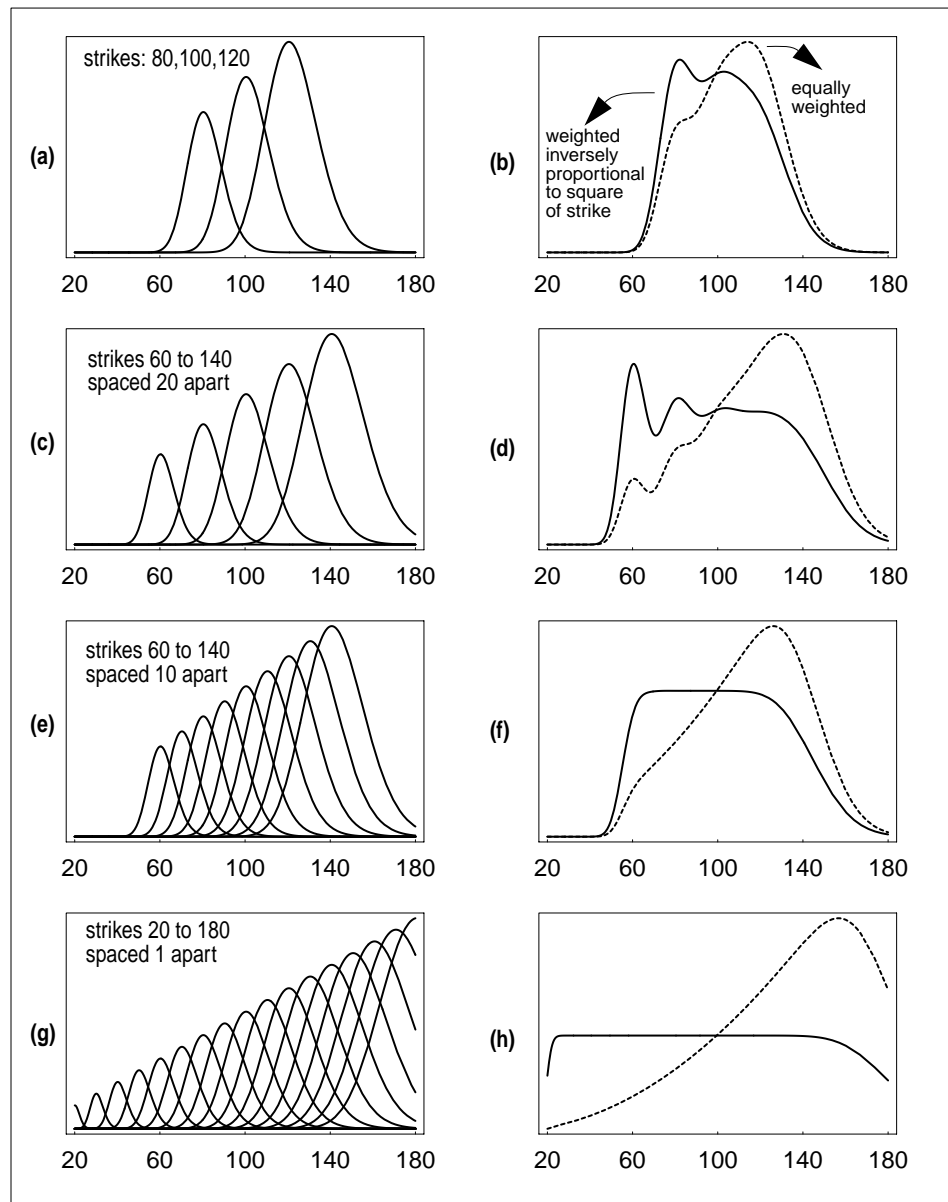 strikes: 80,100,120
(a)
20 60 100 140 180
(b)
equally
weighted
weighted
inversely
proportional
to square
of strike
20 60 100 140 180
strikes 60 to 140
spaced 20 apart
(c)
20 60 100 140 180
(d)
20 60 100 140 180
strikes 60 to 140
spaced 10 apart
(e)
20 60 100 140 180
(f)
20 60 100 140 180
strikes 20 to 180
spaced 1 apart
(g)
20 60 100 140 180
(h)
20 60 100 140 180